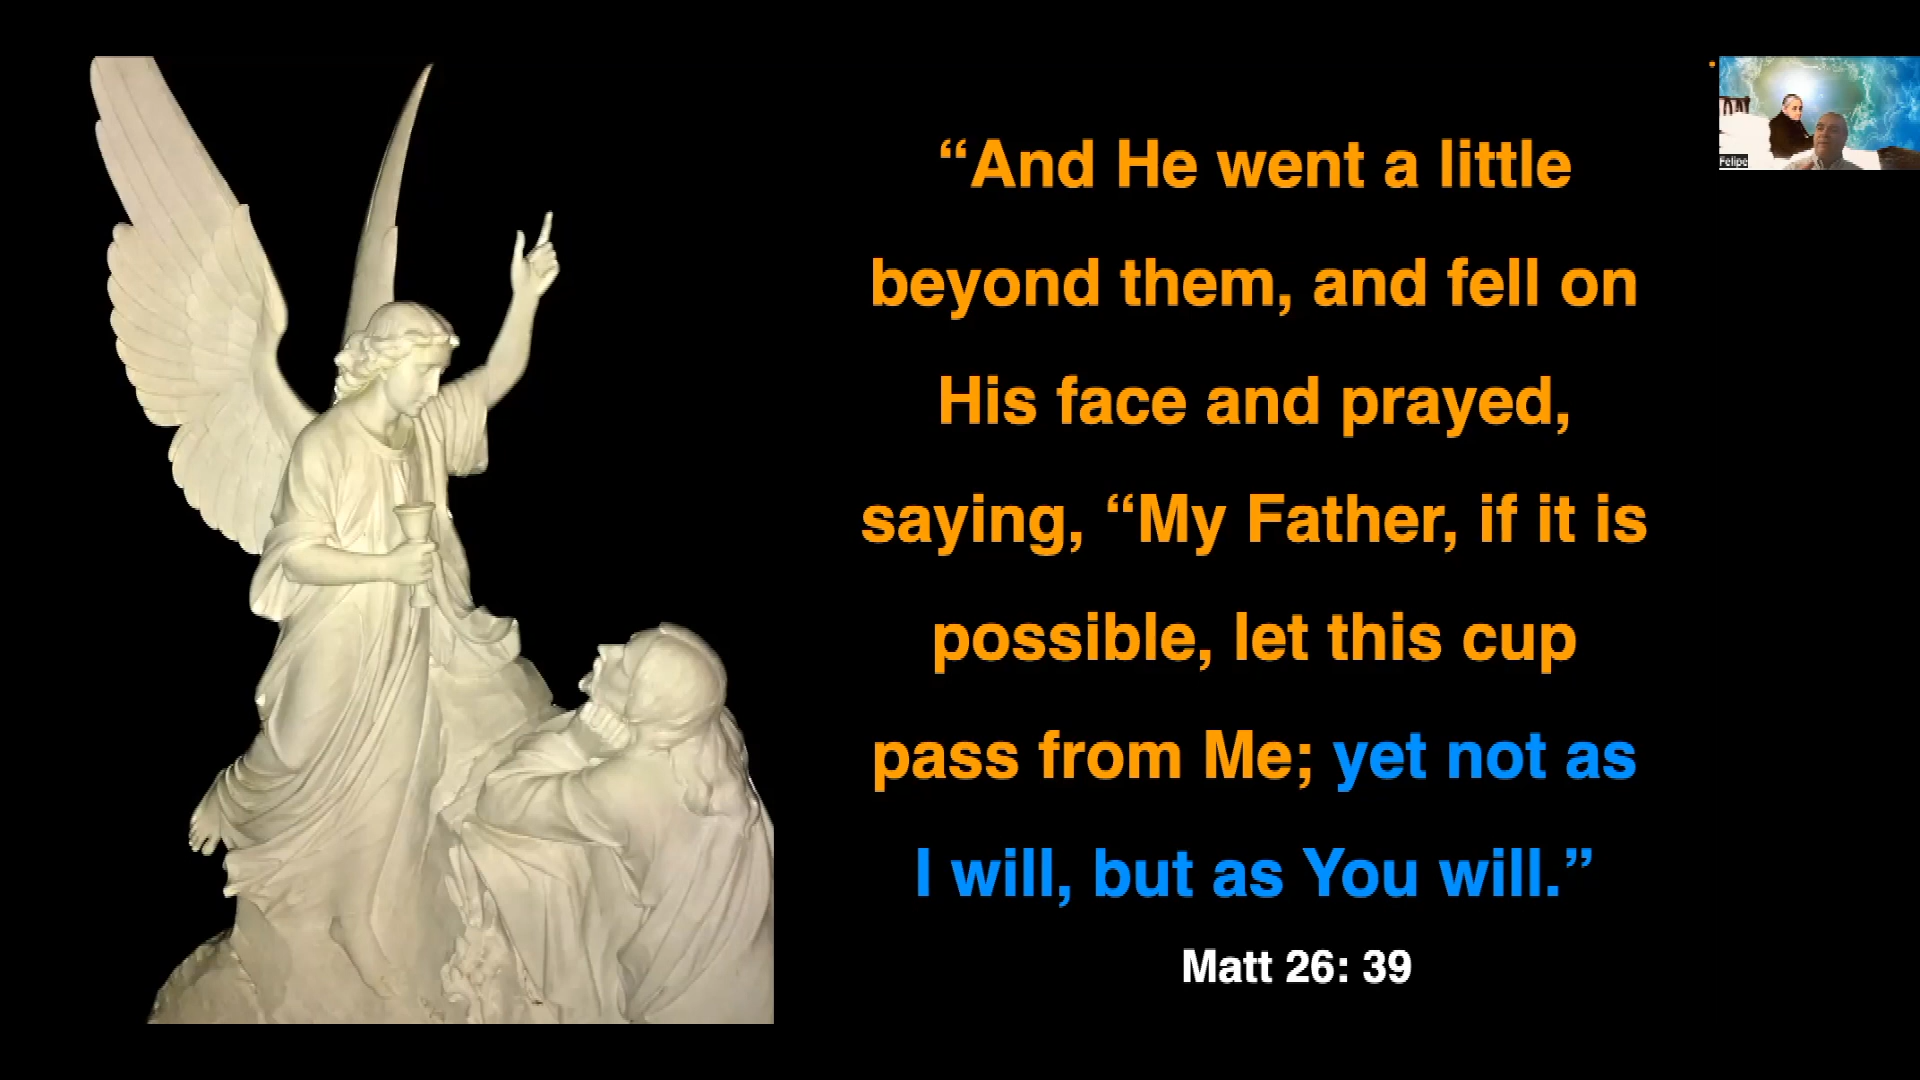 “And He went a little
beyond them, and fell on
His face and prayed,
saying, “My Father, if it is
possible, let this cup
pass from Me; yet not as
I will, but as You will.”
Matt 26: 39
Felipe